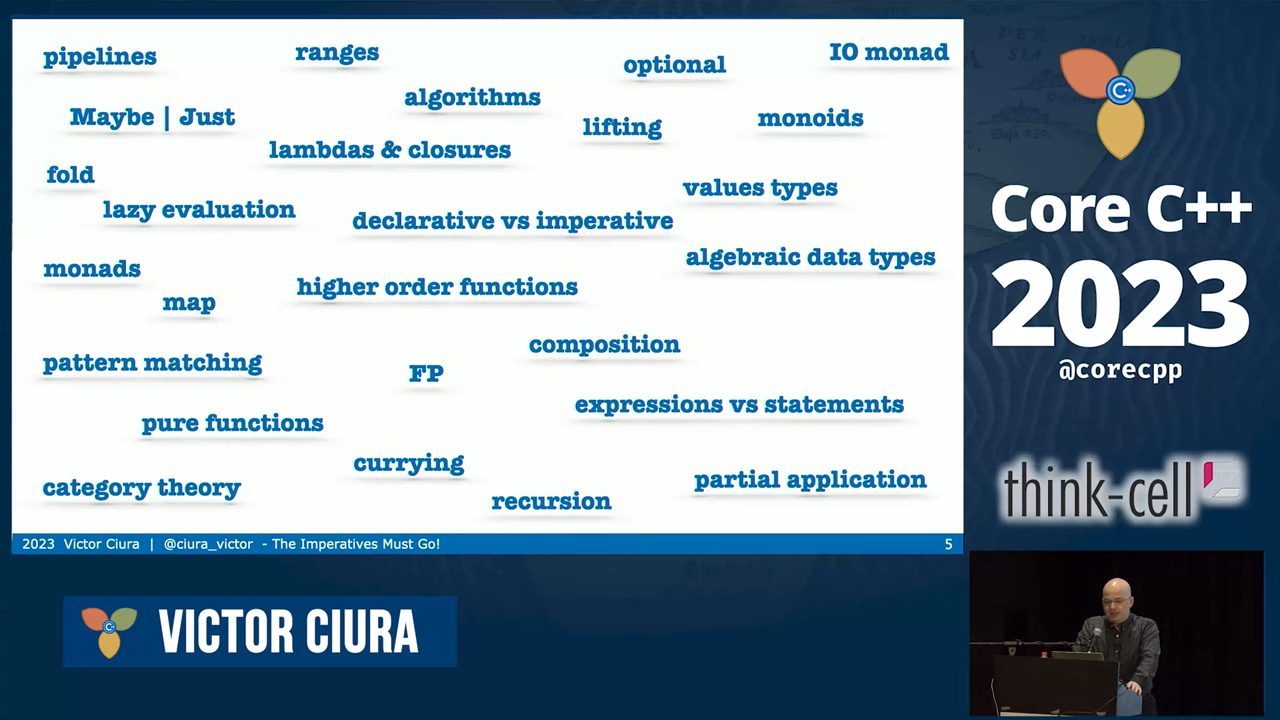 pipelines
ranges
optional
IO monad
Maybe | Just
algorithms
lifting
monoids
lambdas & closures
fold
values types
lazy evaluation
declarative vs imperative
algebraic data types
monads
map
higher order functions
pattern matching
FP
composition
expressions vs statements
pure functions
currying
category theory
recursion
partial application
2023 Victor Ciura | @ciura_victor - The Imperatives Must Go!
5
C++
Core C++
2023
@corecpp
think-cell
VICTOR CIURA